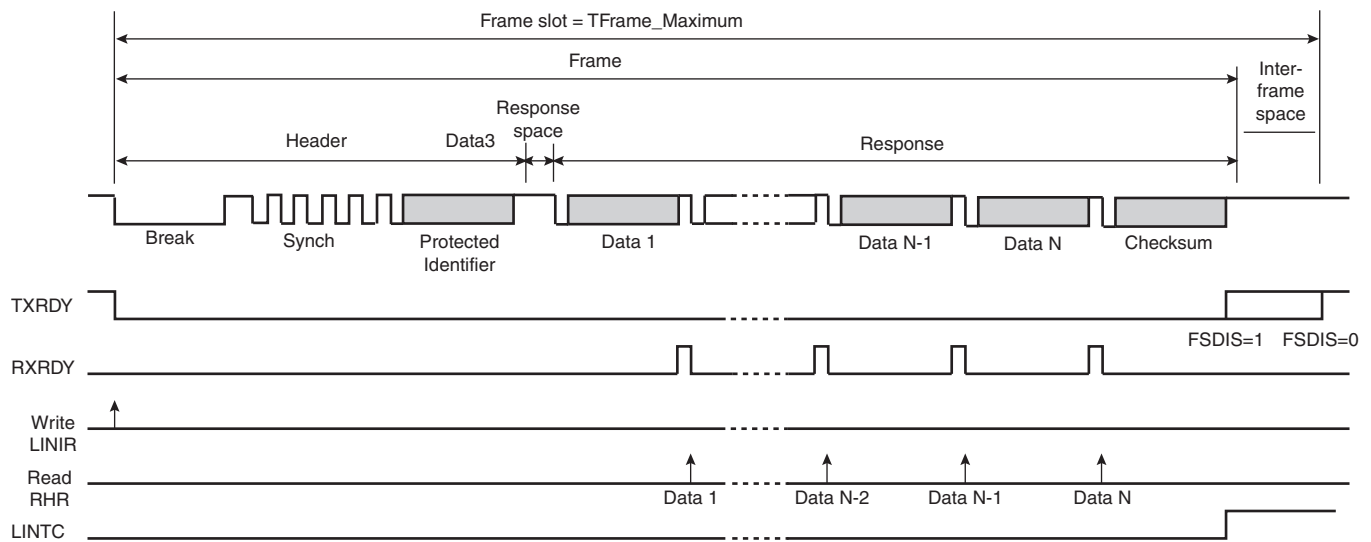 Frame slot = TFrame_Maximum
Frame
Inter-
frame
space
Response
space
Header
Data3
Response
Break
Synch
Protected
Identifier
Data 1
Data N-1
Data N
Checksum
TXRDY
FSDIS=1
FSDIS=0
RXRDY
Write
LINIR
Read
RHR
Data 1
Data N-2
Data N-1
Data N
LINTC